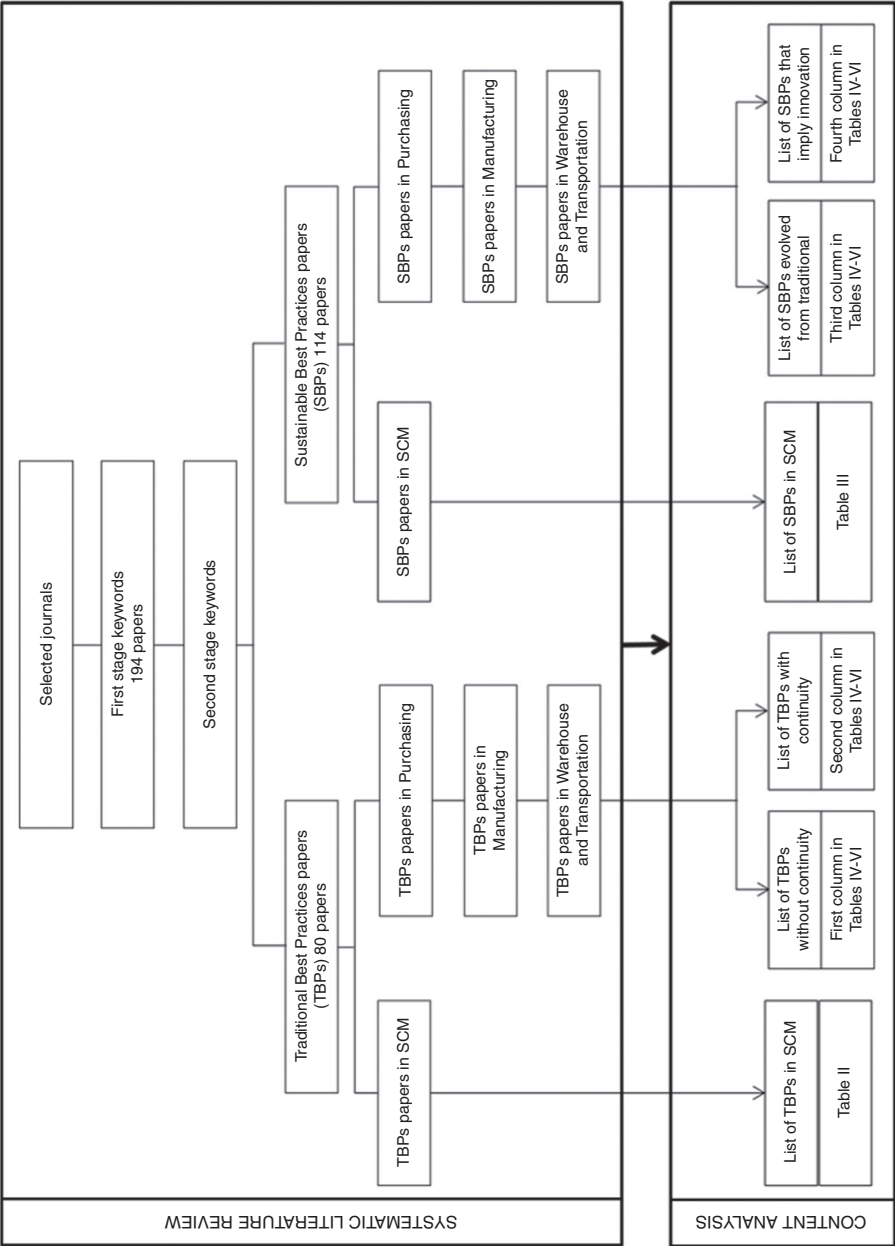 SYSTEMATIC LITERATURE REVIEW
Selected journals
First stage keywords
194 papers
Second stage keywords
Traditional Best Practices papers
(TBPs) 80 papers
Sustainable Best Practices papers
(SBPs) 114 papers
TBPs papers in SCM
TBPs papers in Purchasing
TBPs papers in
Manufacturing
TBPs papers in Warehouse
and Transportation
SBPs papers in SCM
SBPs papers in Purchasing
SBPs papers in Manufacturing
SBPs papers in Warehouse
and Transportation
CONTENT ANALYSIS
List of TBPs in SCM
Table II
List of TBPs
without continuity
First column in
Tables IV-VI
List of TBPs with
continuity
Second column in
Tables IV-VI
List of SBPs in SCM
Table III
List of SBPs evolved
from traditional
Third column in
Tables IV-VI
List of SBPs that
imply innovation
Fourth column in
Tables IV-VI